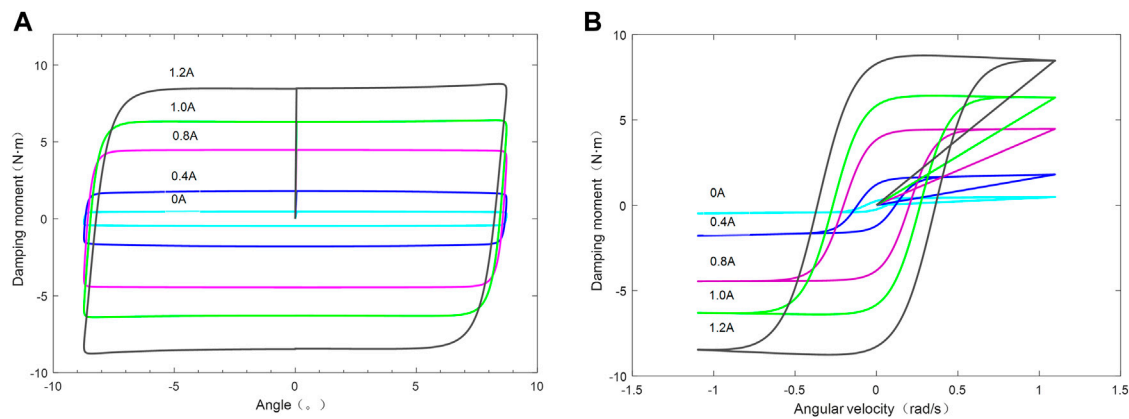 A
Damping moment（N·m）
10
5
0
-5
-10
1.2A
1.0A
0.8A
0.4A
0A
-10
-5
0
5
10
Angle（。）
B
Damping moment（N·m）
10
5
0
-5
-10
0A
0.4A
0.8A
1.0A
1.2A
-1.5
-1
-0.5
0
0.5
1
1.5
Angular velocity（rad/s）